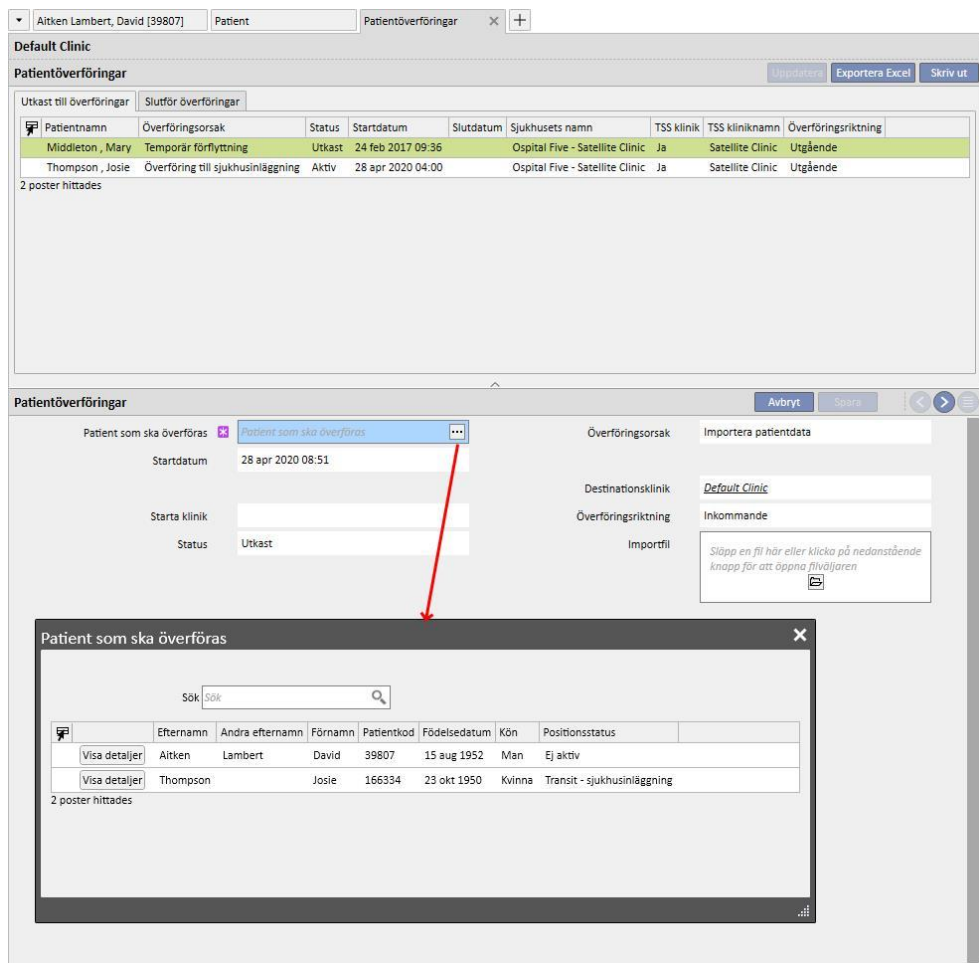 Aitken Lambert, David [39807] Patient Patientöverföringar
Default Clinic
Patientöverföringar Uppdatera Exportera Excel Skriv ut
Utkast till överföringar Slutför överföringar
Patientnamn Överföringsorsak Status Startdatum Slutdatum Sjukhusets namn TSS klinik TSS kliniknamn Överföringsriktning
Middleton , Mary Temporär förflyttning Utkast 24 feb 2017 09:36 Ospital Five - Satellite Clinic Ja Satellite Clinic Utgående
Thompson , Josie Överföring till sjukhusinläggning Aktiv 28 apr 2020 04:00 Ospital Five - Satellite Clinic Ja Satellite Clinic Utgående
2 poster hittades
Patientöverföringar Avbryt Spara
Patient som ska överföras Patient som ska överföras ... Överföringsorsak Importera patientdata
Startdatum 28 apr 2020 08:51
Destinationsklinik Default Clinic
Starta klinik Överföringsriktning Inkommande
Status Utkast Importfil Släpp en fil här eller klicka på nedanstående
knapp för att öppna filväljaren
Patient som ska överföras
Sök Sök
Efternamn Andra efternamn Förnamn Patientkod Födelsedatum Kön Positionsstatus
Visa detaljer Aitken Lambert David 39807 15 aug 1952 Man Ej aktiv
Visa detaljer Thompson Josie 166334 23 okt 1950 Kvinna Transit - sjukhusinläggning
2 poster hittades